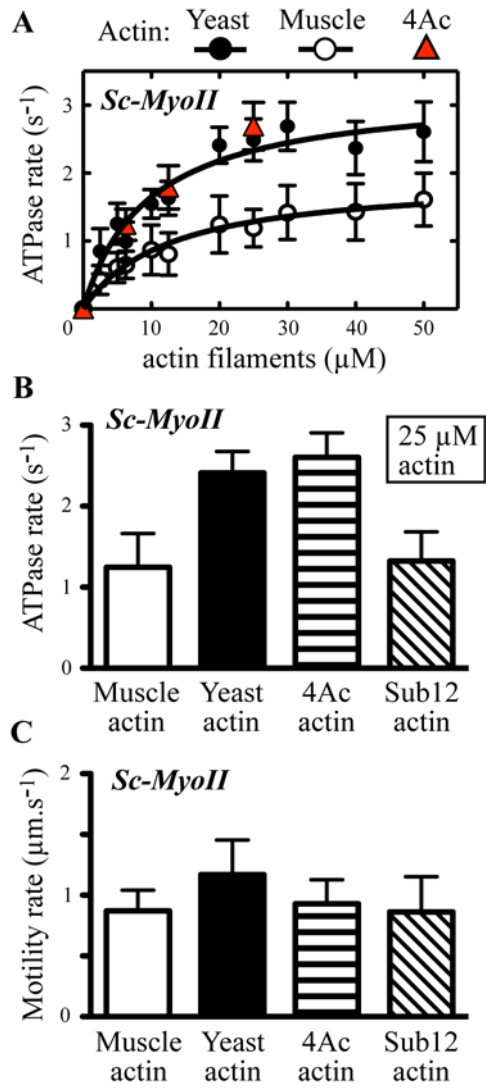 A
Actin: Yeast Muscle 4Ac
Sc-MyoII
ATPase rate (s⁻¹)
3
2
1
0 10 20 30 40 50
actin filaments (µM)
B
Sc-MyoII
25 µM
actin
ATPase rate (s⁻¹)
3
2
1
0
Muscle Yeast 4Ac Sub12
actin actin actin actin
C
Sc-MyoII
Motility rate (µm.s⁻¹)
2
1
0
Muscle Yeast 4Ac Sub12
actin actin actin actin